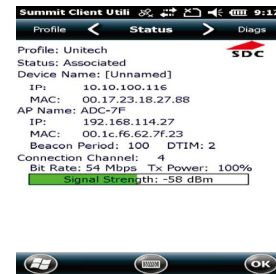 Summit Client Utili 9:17
Profile < Status > Diags
Profile: Unitech
SDC
Status: Associated
Device Name: [Unnamed]
IP: 10.10.100.116
MAC: 00.17.23.18.27.88
AP Name: ADC-7F
IP: 192.168.114.27
MAC: 00.1c.f6.62.7f.23
Beacon Period: 100 DTIM: 2
Connection Channel: 4
Bit Rate: 54 Mbps Tx Power: 100%
Signal Strength: -58 dBm
OK